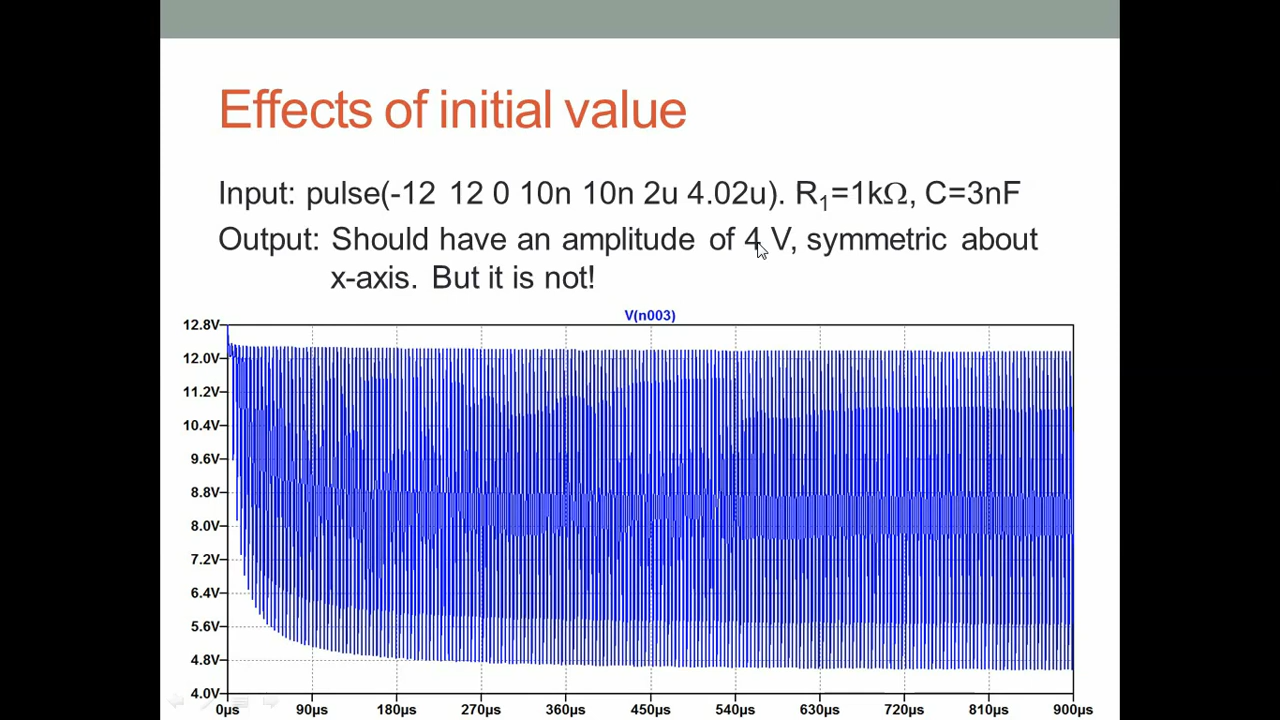 Effects of initial value
Input: pulse(-12 12 0 10n 10n 2u 4.02u). R₁=1kΩ, C=3nF
Output: Should have an amplitude of 4 V, symmetric about
x-axis. But it is not!
V(n003)
12.8V
12.0V
11.2V
10.4V
9.6V
8.8V
8.0V
7.2V
6.4V
5.6V
4.8V
4.0V
0µs 90µs 180µs 270µs 360µs 450µs 540µs 630µs 720µs 810µs 900µs